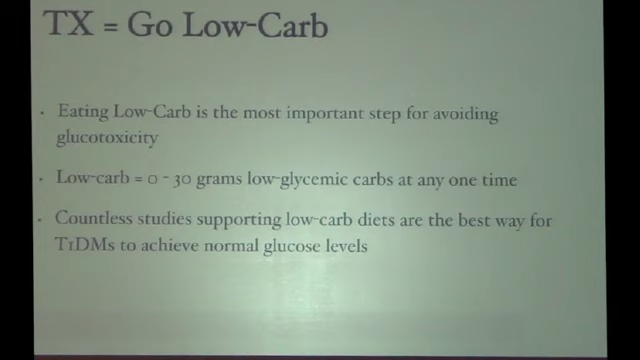 TX = Go Low-Carb
• Eating Low-Carb is the most important step for avoiding
glucotoxicity
• Low-carb = 0 - 30 grams low-glycemic carbs at any one time
• Countless studies supporting low-carb diets are the best way for
T1DMs to achieve normal glucose levels